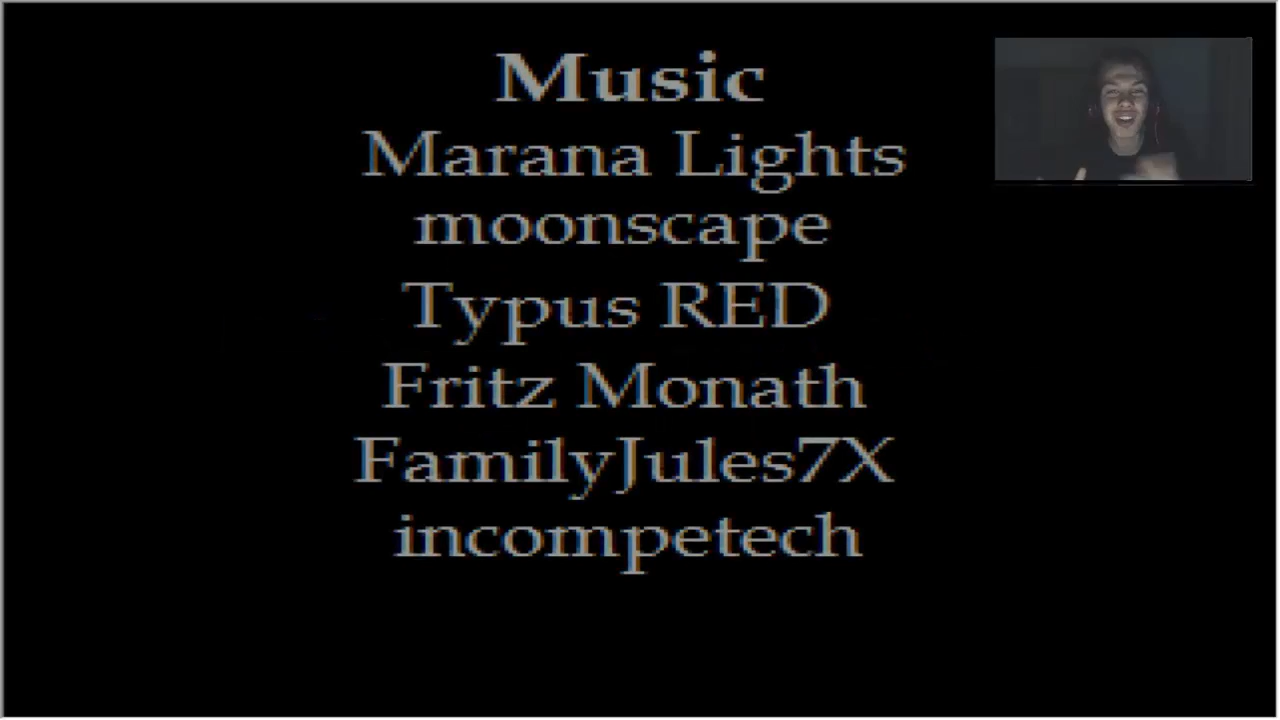 Music
Marana Lights
moonscape
Typus RED
Fritz Monath
FamilyJules7X
incompetech